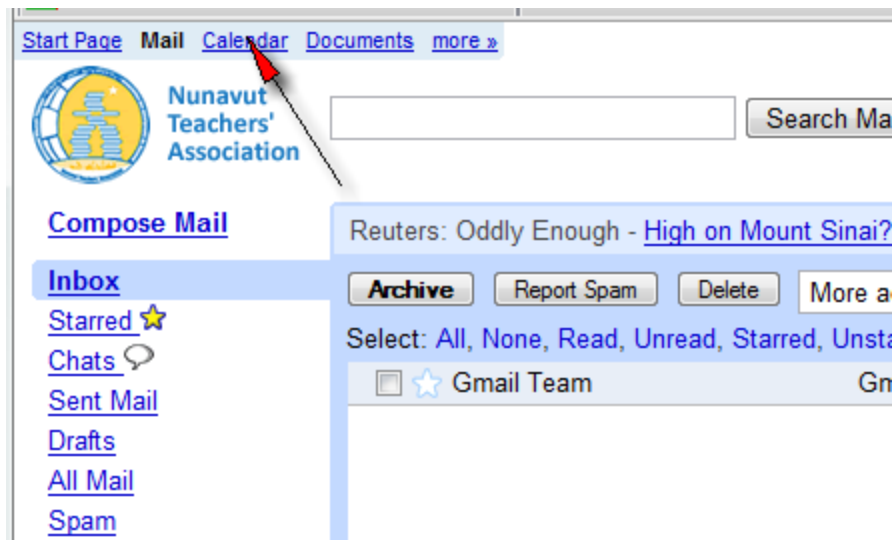 Start Page Mail Calendar Documents more »
Nunavut
Teachers'
Association
Search Ma
Compose Mail
Reuters: Oddly Enough - High on Mount Sinai?
Inbox
Archive Report Spam Delete More a
Starred
Select: All, None, Read, Unread, Starred, Unsta
Chats
Gmail Team Gm
Sent Mail
Drafts
All Mail
Spam